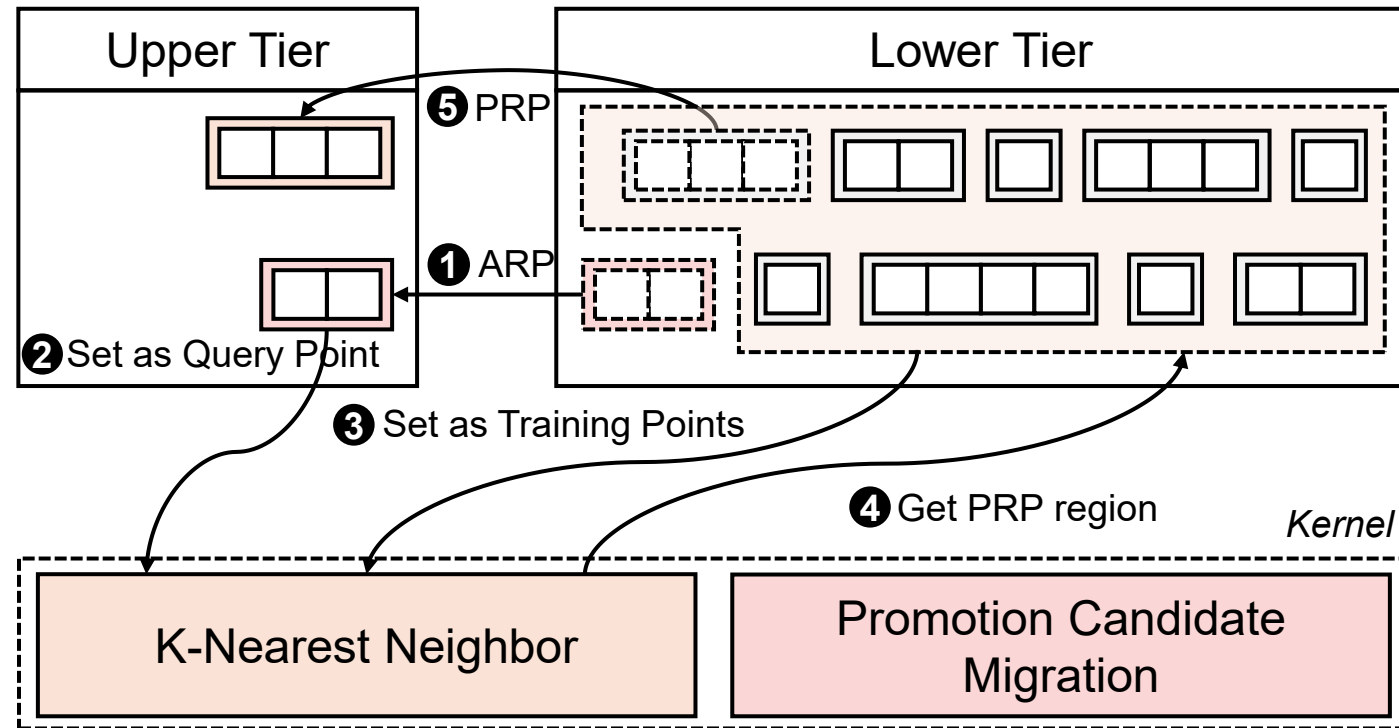 Upper Tier
Lower Tier
5 PRP
1 ARP
2 Set as Query Point
3 Set as Training Points
4 Get PRP region
Kernel
K-Nearest Neighbor
Promotion Candidate
Migration